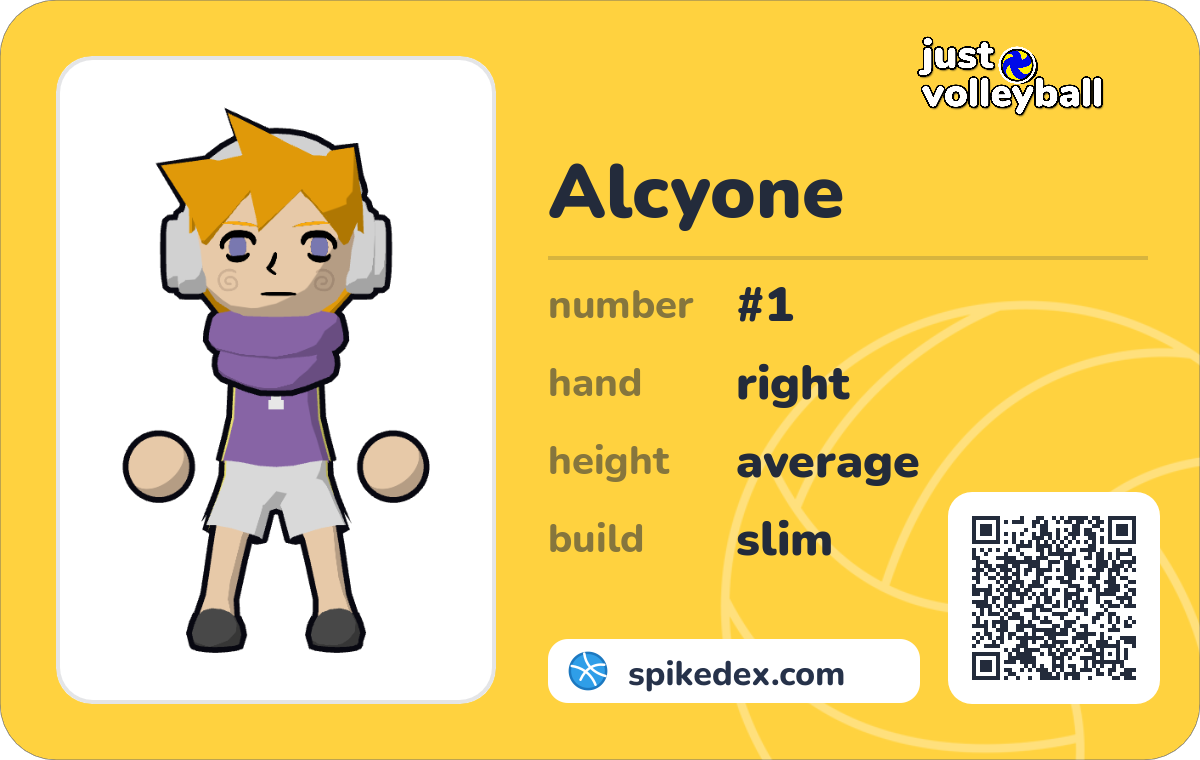 just
volleyball
Alcyone
number #1
hand right
height average
build slim
spikedex.com